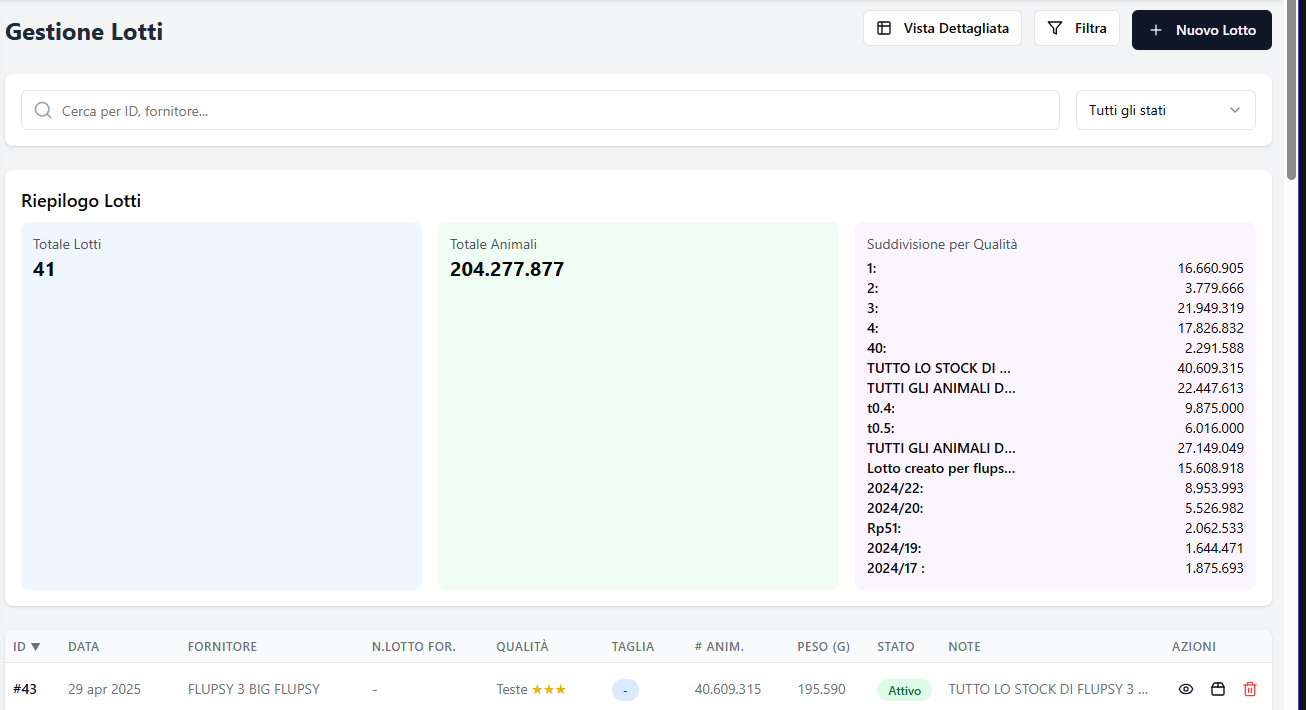 Gestione Lotti
Vista Dettagliata
Filtra
Nuovo Lotto
Cerca per ID, fornitore...
Tutti gli stati
Riepilogo Lotti
Totale Lotti
41
Totale Animali
204.277.877
Suddivisione per Qualità
1: 16.660.905
2: 3.779.666
3: 21.949.319
4: 17.826.832
40: 2.291.588
TUTTO LO STOCK DI ... 40.609.315
TUTTI GLI ANIMALI D... 22.447.613
t0.4: 9.875.000
t0.5: 6.016.000
TUTTI GLI ANIMALI D... 27.149.049
Lotto creato per flups... 15.608.918
2024/22: 8.953.993
2024/20: 5.526.982
Rp51: 2.062.533
2024/19: 1.644.471
2024/17 : 1.875.693
ID ▼ DATA FORNITORE N.LOTTO FOR. QUALITÀ TAGLIA # ANIM. PESO (G) STATO NOTE AZIONI
#43 29 apr 2025 FLUPSY 3 BIG FLUPSY - Teste ★★★ - 40.609.315 195.590 Attivo TUTTO LO STOCK DI FLUPSY 3 ...